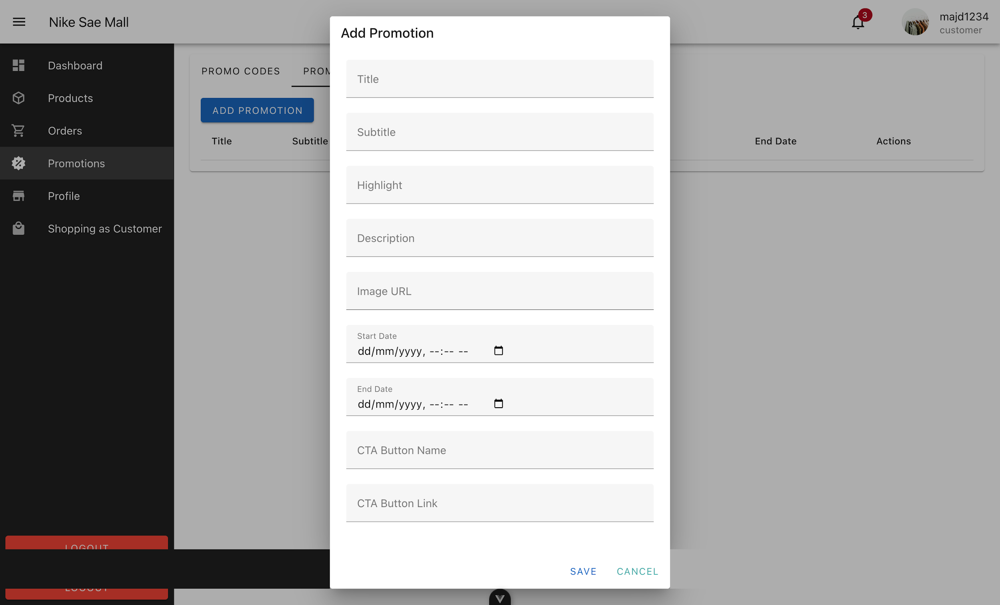 Nike Sae Mall
3
majd1234
customer
Dashboard
Products
Orders
Promotions
Profile
Shopping as Customer
LOGOUT
LOGOUT
PROMO CODES
ADD PROMOTION
Title
Subtitle
End Date
Actions
Add Promotion
Title
Subtitle
Highlight
Description
Image URL
Start Date
dd/mm/yyyy, --:-- --
End Date
dd/mm/yyyy, --:-- --
CTA Button Name
CTA Button Link
SAVE
CANCEL